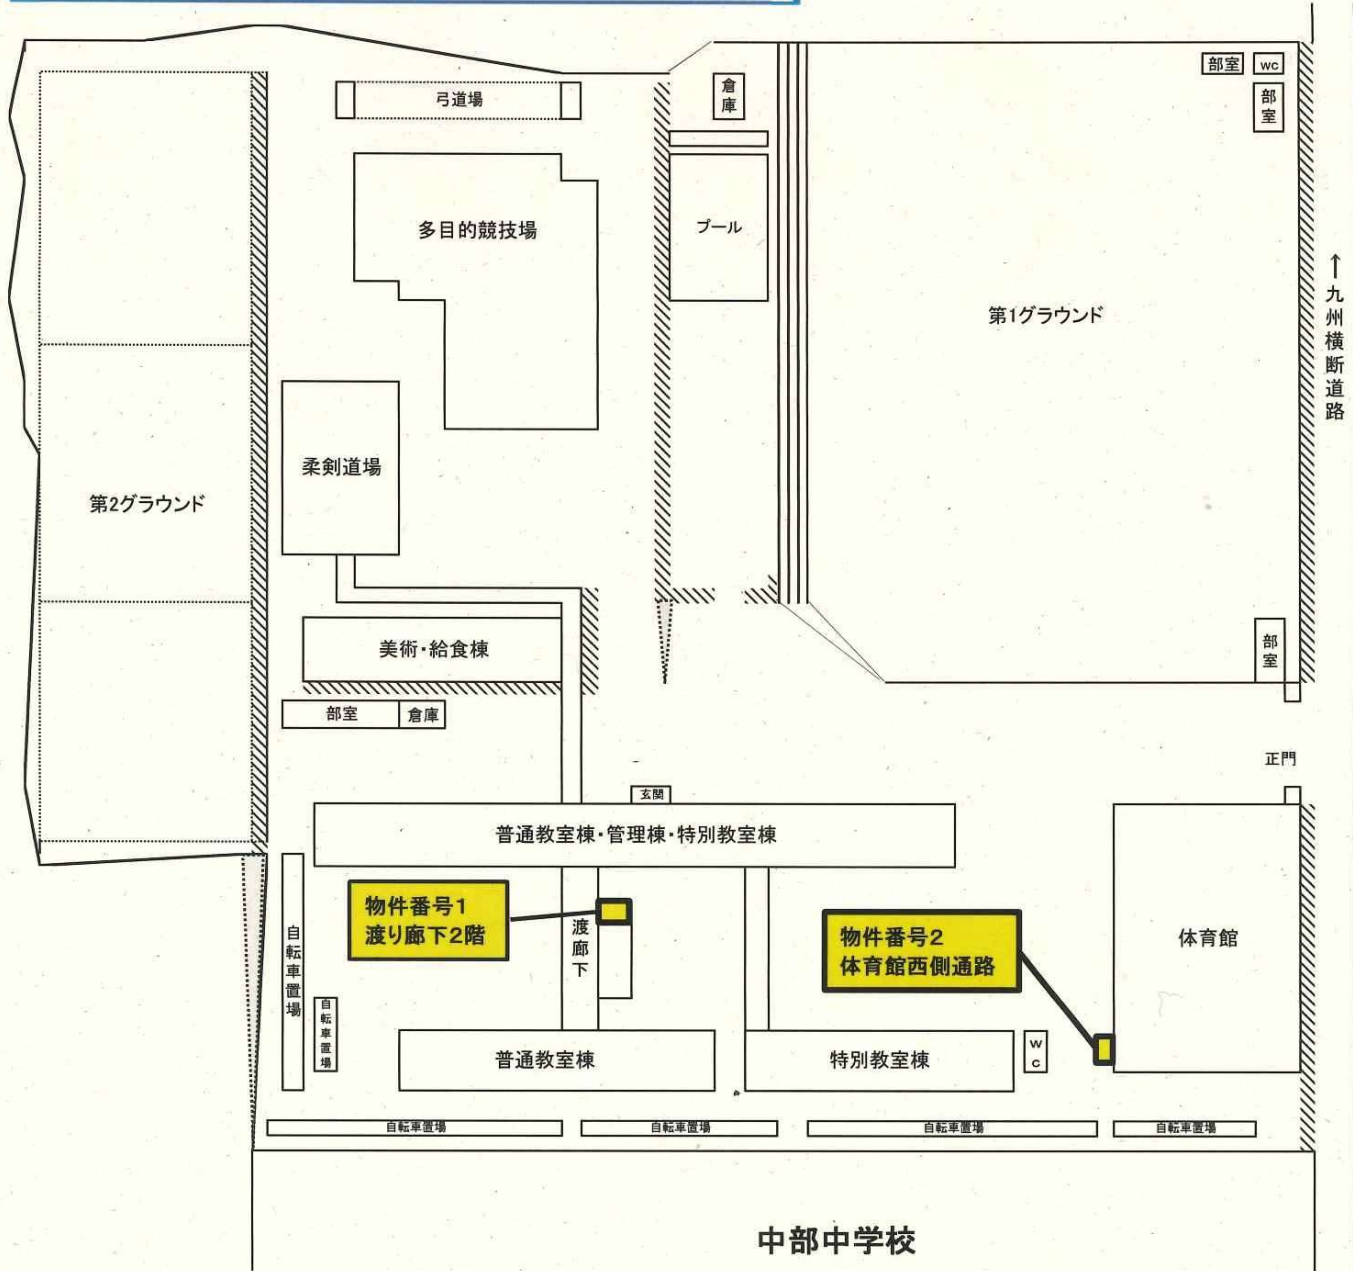 部室
wc
倉庫
部室
弓道場
多目的競技場
プール
第1グラウンド
↑九州横断道路
柔剣道場
第2グラウンド
美術・給食棟
部室
部室
倉庫
正門
玄関
普通教室棟・管理棟・特別教室棟
物件番号1
渡り廊下2階
渡廊下
物件番号2
体育館西側通路
体育館
自転車置場
自転車置場
普通教室棟
特別教室棟
wc
自転車置場
自転車置場
自転車置場
自転車置場
中部中学校